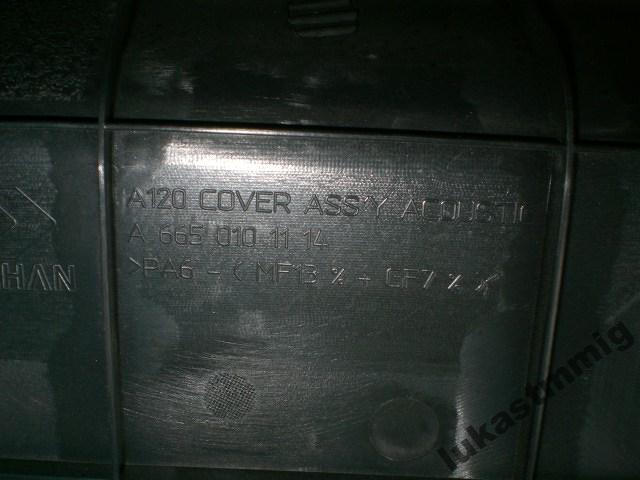 A120 COVER ASS'Y ACOUSTIC
A 665 010 11 14
>PA6 - < MF13 % + GF7 % X
HAN
lukastmmig